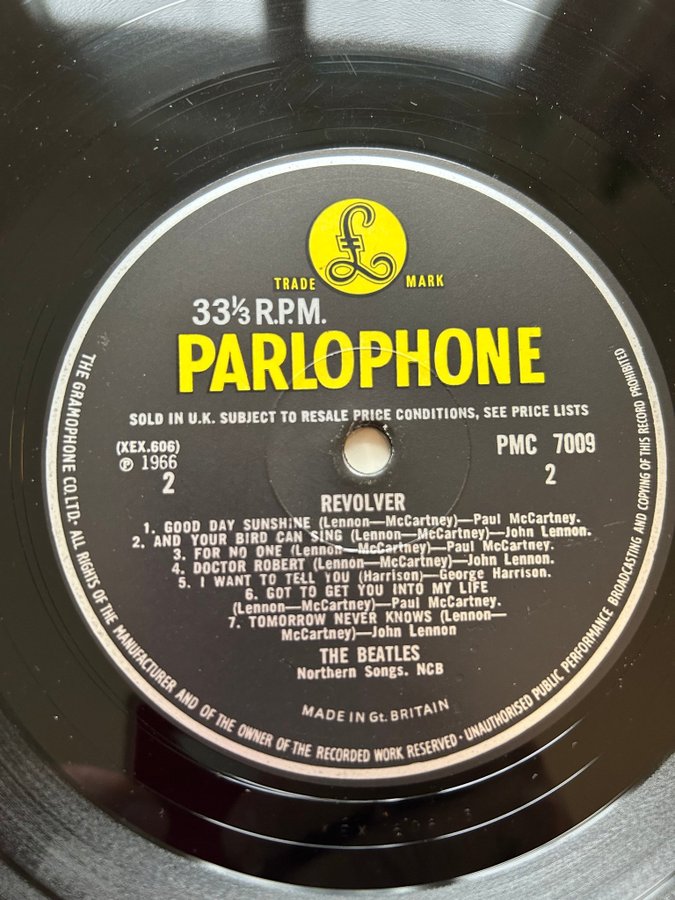 £
TRADE MARK
33⅓ R.P.M.
PARLOPHONE
SOLD IN U.K. SUBJECT TO RESALE PRICE CONDITIONS, SEE PRICE LISTS
(XEX.606)
℗ 1966
2
PMC 7009
2
REVOLVER
1. GOOD DAY SUNSHINE (Lennon—McCartney)—Paul McCartney.
2. AND YOUR BIRD CAN SING (Lennon—McCartney)—John Lennon.
3. FOR NO ONE (Lennon—McCartney)—Paul McCartney.
4. DOCTOR ROBERT (Lennon—McCartney)—John Lennon.
5. I WANT TO TELL YOU (Harrison)—George Harrison.
6. GOT TO GET YOU INTO MY LIFE
(Lennon—McCartney)—Paul McCartney.
7. TOMORROW NEVER KNOWS (Lennon—
McCartney)—John Lennon
THE BEATLES
Northern Songs. NCB
MADE IN Gt. BRITAIN
THE GRAMOPHONE CO. LTD. · ALL RIGHTS OF THE MANUFACTURER AND OF THE OWNER OF THE RECORDED WORK RESERVED · UNAUTHORISED PUBLIC PERFORMANCE BROADCASTING AND COPYING OF THIS RECORD PROHIBITED